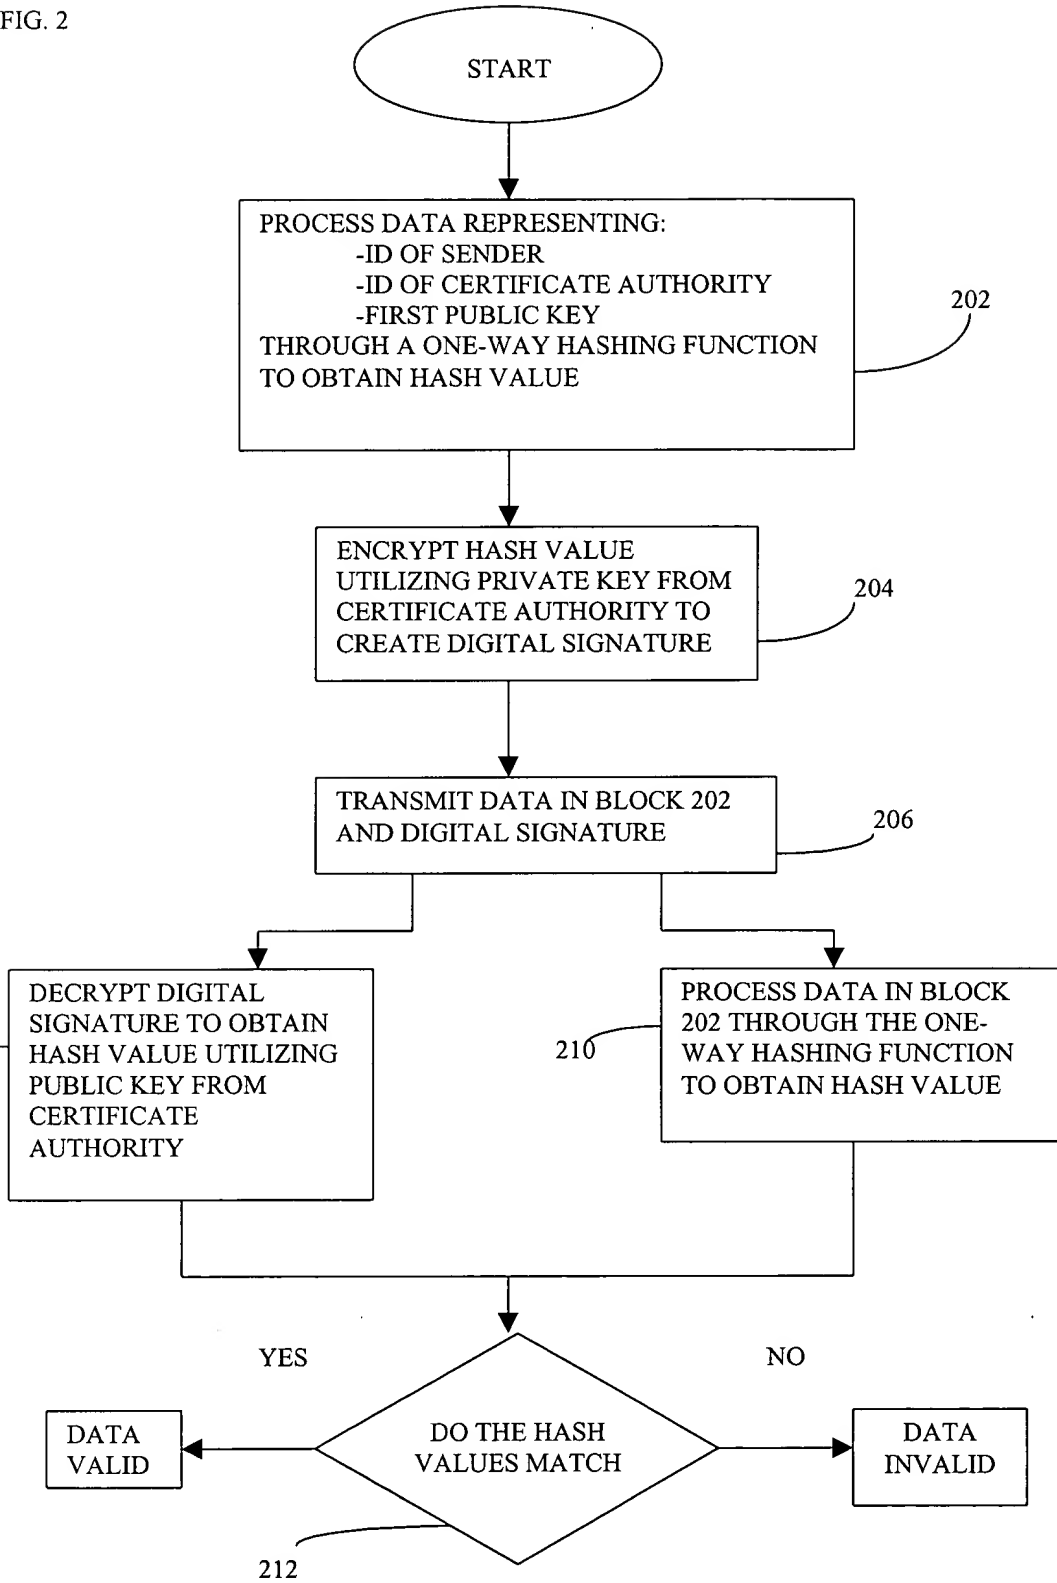 FIG. 2
START
PROCESS DATA REPRESENTING:
-ID OF SENDER
-ID OF CERTIFICATE AUTHORITY
-FIRST PUBLIC KEY
THROUGH A ONE-WAY HASHING FUNCTION
TO OBTAIN HASH VALUE
202
ENCRYPT HASH VALUE
UTILIZING PRIVATE KEY FROM
CERTIFICATE AUTHORITY TO
CREATE DIGITAL SIGNATURE
204
TRANSMIT DATA IN BLOCK 202
AND DIGITAL SIGNATURE
206
DECRYPT DIGITAL
SIGNATURE TO OBTAIN
HASH VALUE UTILIZING
PUBLIC KEY FROM
CERTIFICATE
AUTHORITY
210
PROCESS DATA IN BLOCK
202 THROUGH THE ONE-
WAY HASHING FUNCTION
TO OBTAIN HASH VALUE
YES
NO
DATA
VALID
DO THE HASH
VALUES MATCH
DATA
INVALID
212